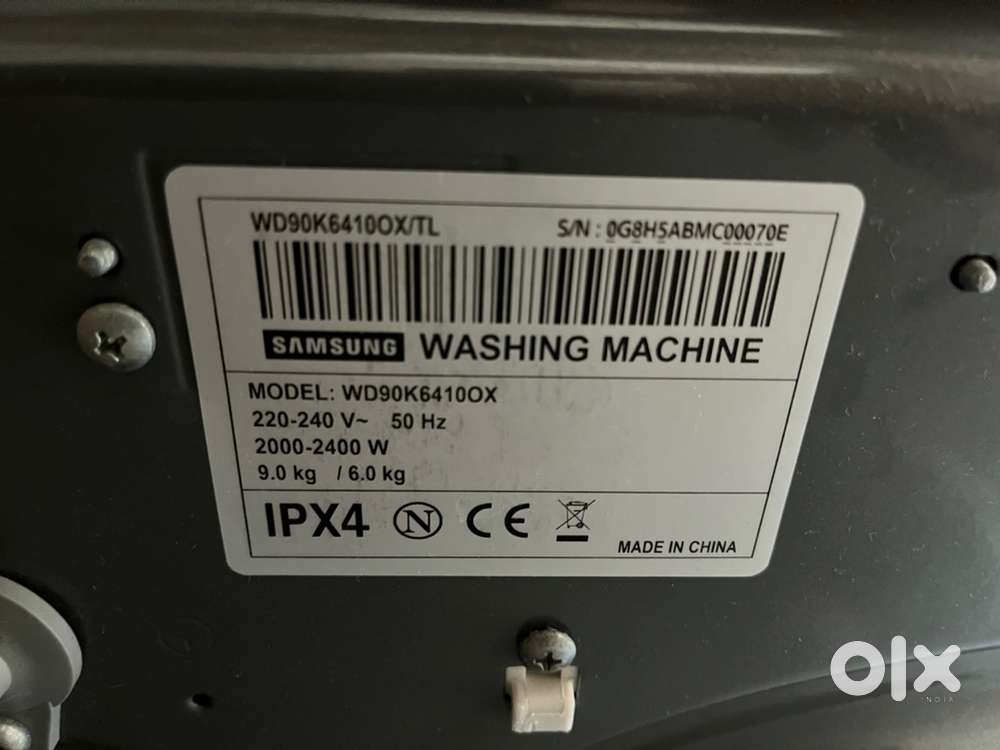 WD90K6410OX/TL S/N : 0G8H5ABMC00070E
SAMSUNG WASHING MACHINE
MODEL: WD90K6410OX
220-240 V~ 50 Hz
2000-2400 W
9.0 kg / 6.0 kg
IPX4 N CE
MADE IN CHINA
olx
INDIA